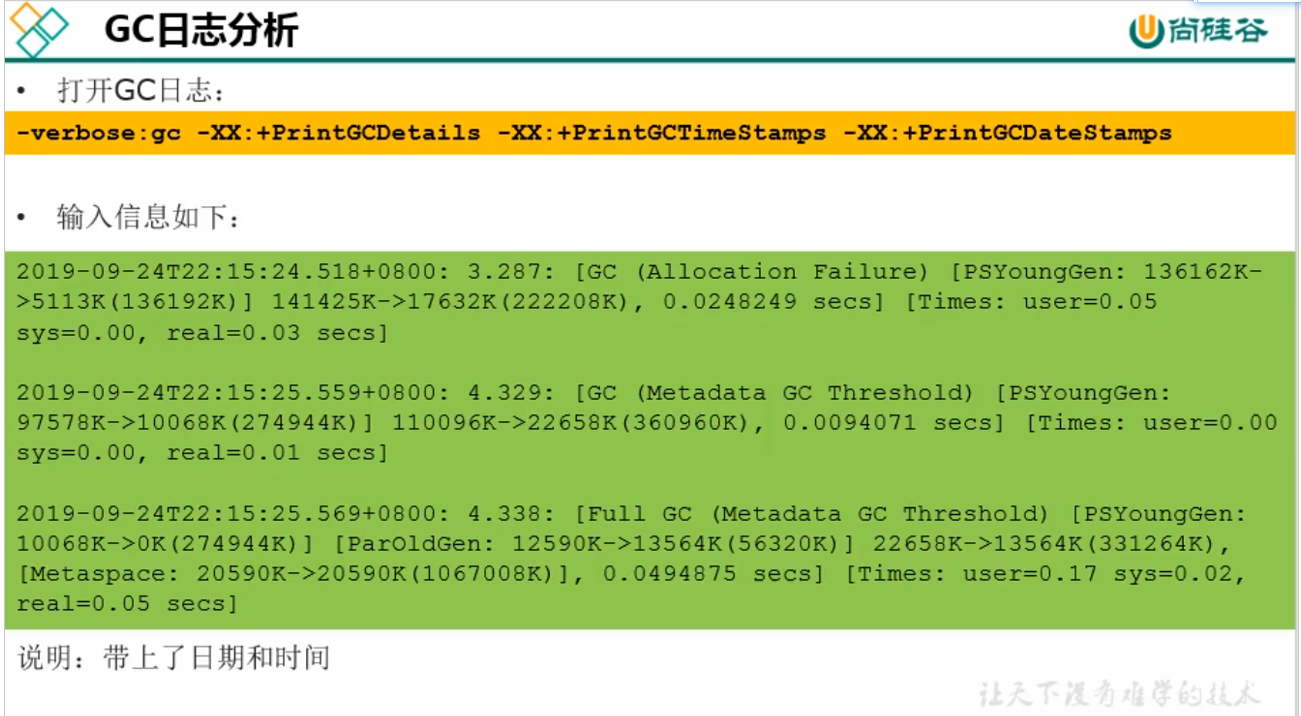 GC日志分析
尚硅谷
• 打开GC日志：
-verbose:gc -XX:+PrintGCDetails -XX:+PrintGCTimeStamps -XX:+PrintGCDateStamps
• 输入信息如下：
2019-09-24T22:15:24.518+0800: 3.287: [GC (Allocation Failure) [PSYoungGen: 136162K-
>5113K(136192K)] 141425K->17632K(222208K), 0.0248249 secs] [Times: user=0.05
sys=0.00, real=0.03 secs]
2019-09-24T22:15:25.559+0800: 4.329: [GC (Metadata GC Threshold) [PSYoungGen:
97578K->10068K(274944K)] 110096K->22658K(360960K), 0.0094071 secs] [Times: user=0.00
sys=0.00, real=0.01 secs]
2019-09-24T22:15:25.569+0800: 4.338: [Full GC (Metadata GC Threshold) [PSYoungGen:
10068K->0K(274944K)] [ParOldGen: 12590K->13564K(56320K)] 22658K->13564K(331264K),
[Metaspace: 20590K->20590K(1067008K)], 0.0494875 secs] [Times: user=0.17 sys=0.02,
real=0.05 secs]
说明：带上了日期和时间
让天下没有难学的技术